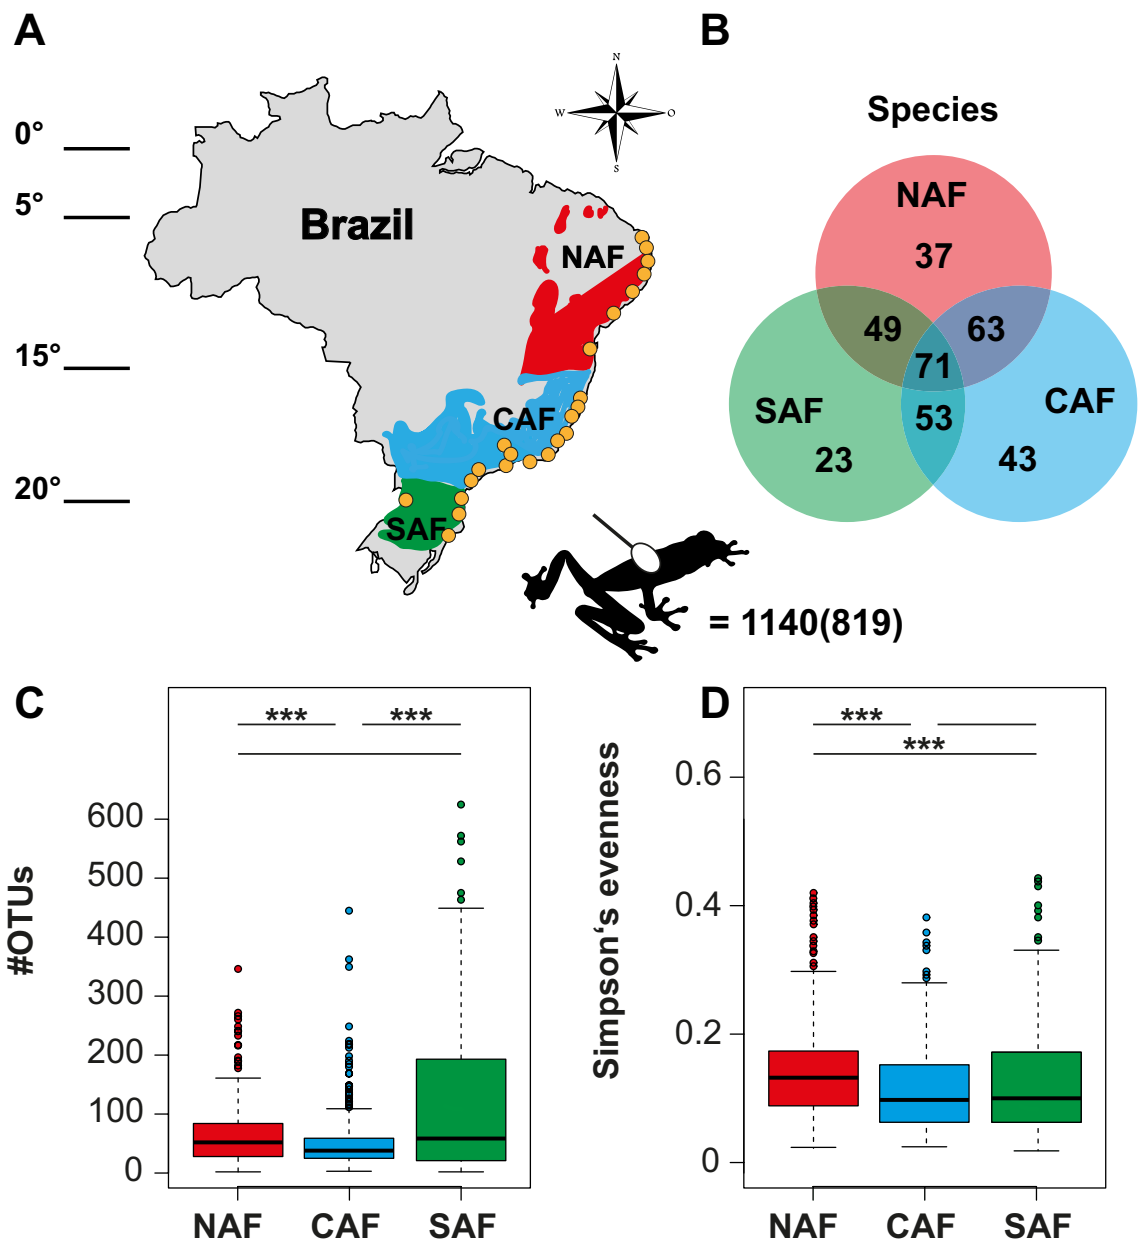 A
N
W
O
S
0°
5°
15°
20°
Brazil
NAF
CAF
SAF
= 1140(819)
B
Species
NAF
37
49
63
71
SAF
CAF
53
23
43
C
*** ***
600
500
400
300
200
100
0
#OTUs
NAF CAF SAF
D
***
***
0.6
0.4
0.2
0
Simpson‘s evenness
NAF CAF SAF